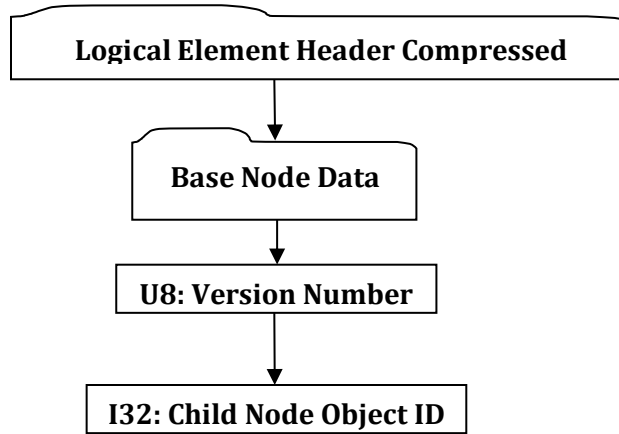 Logical Element Header Compressed
Base Node Data
U8: Version Number
I32: Child Node Object ID